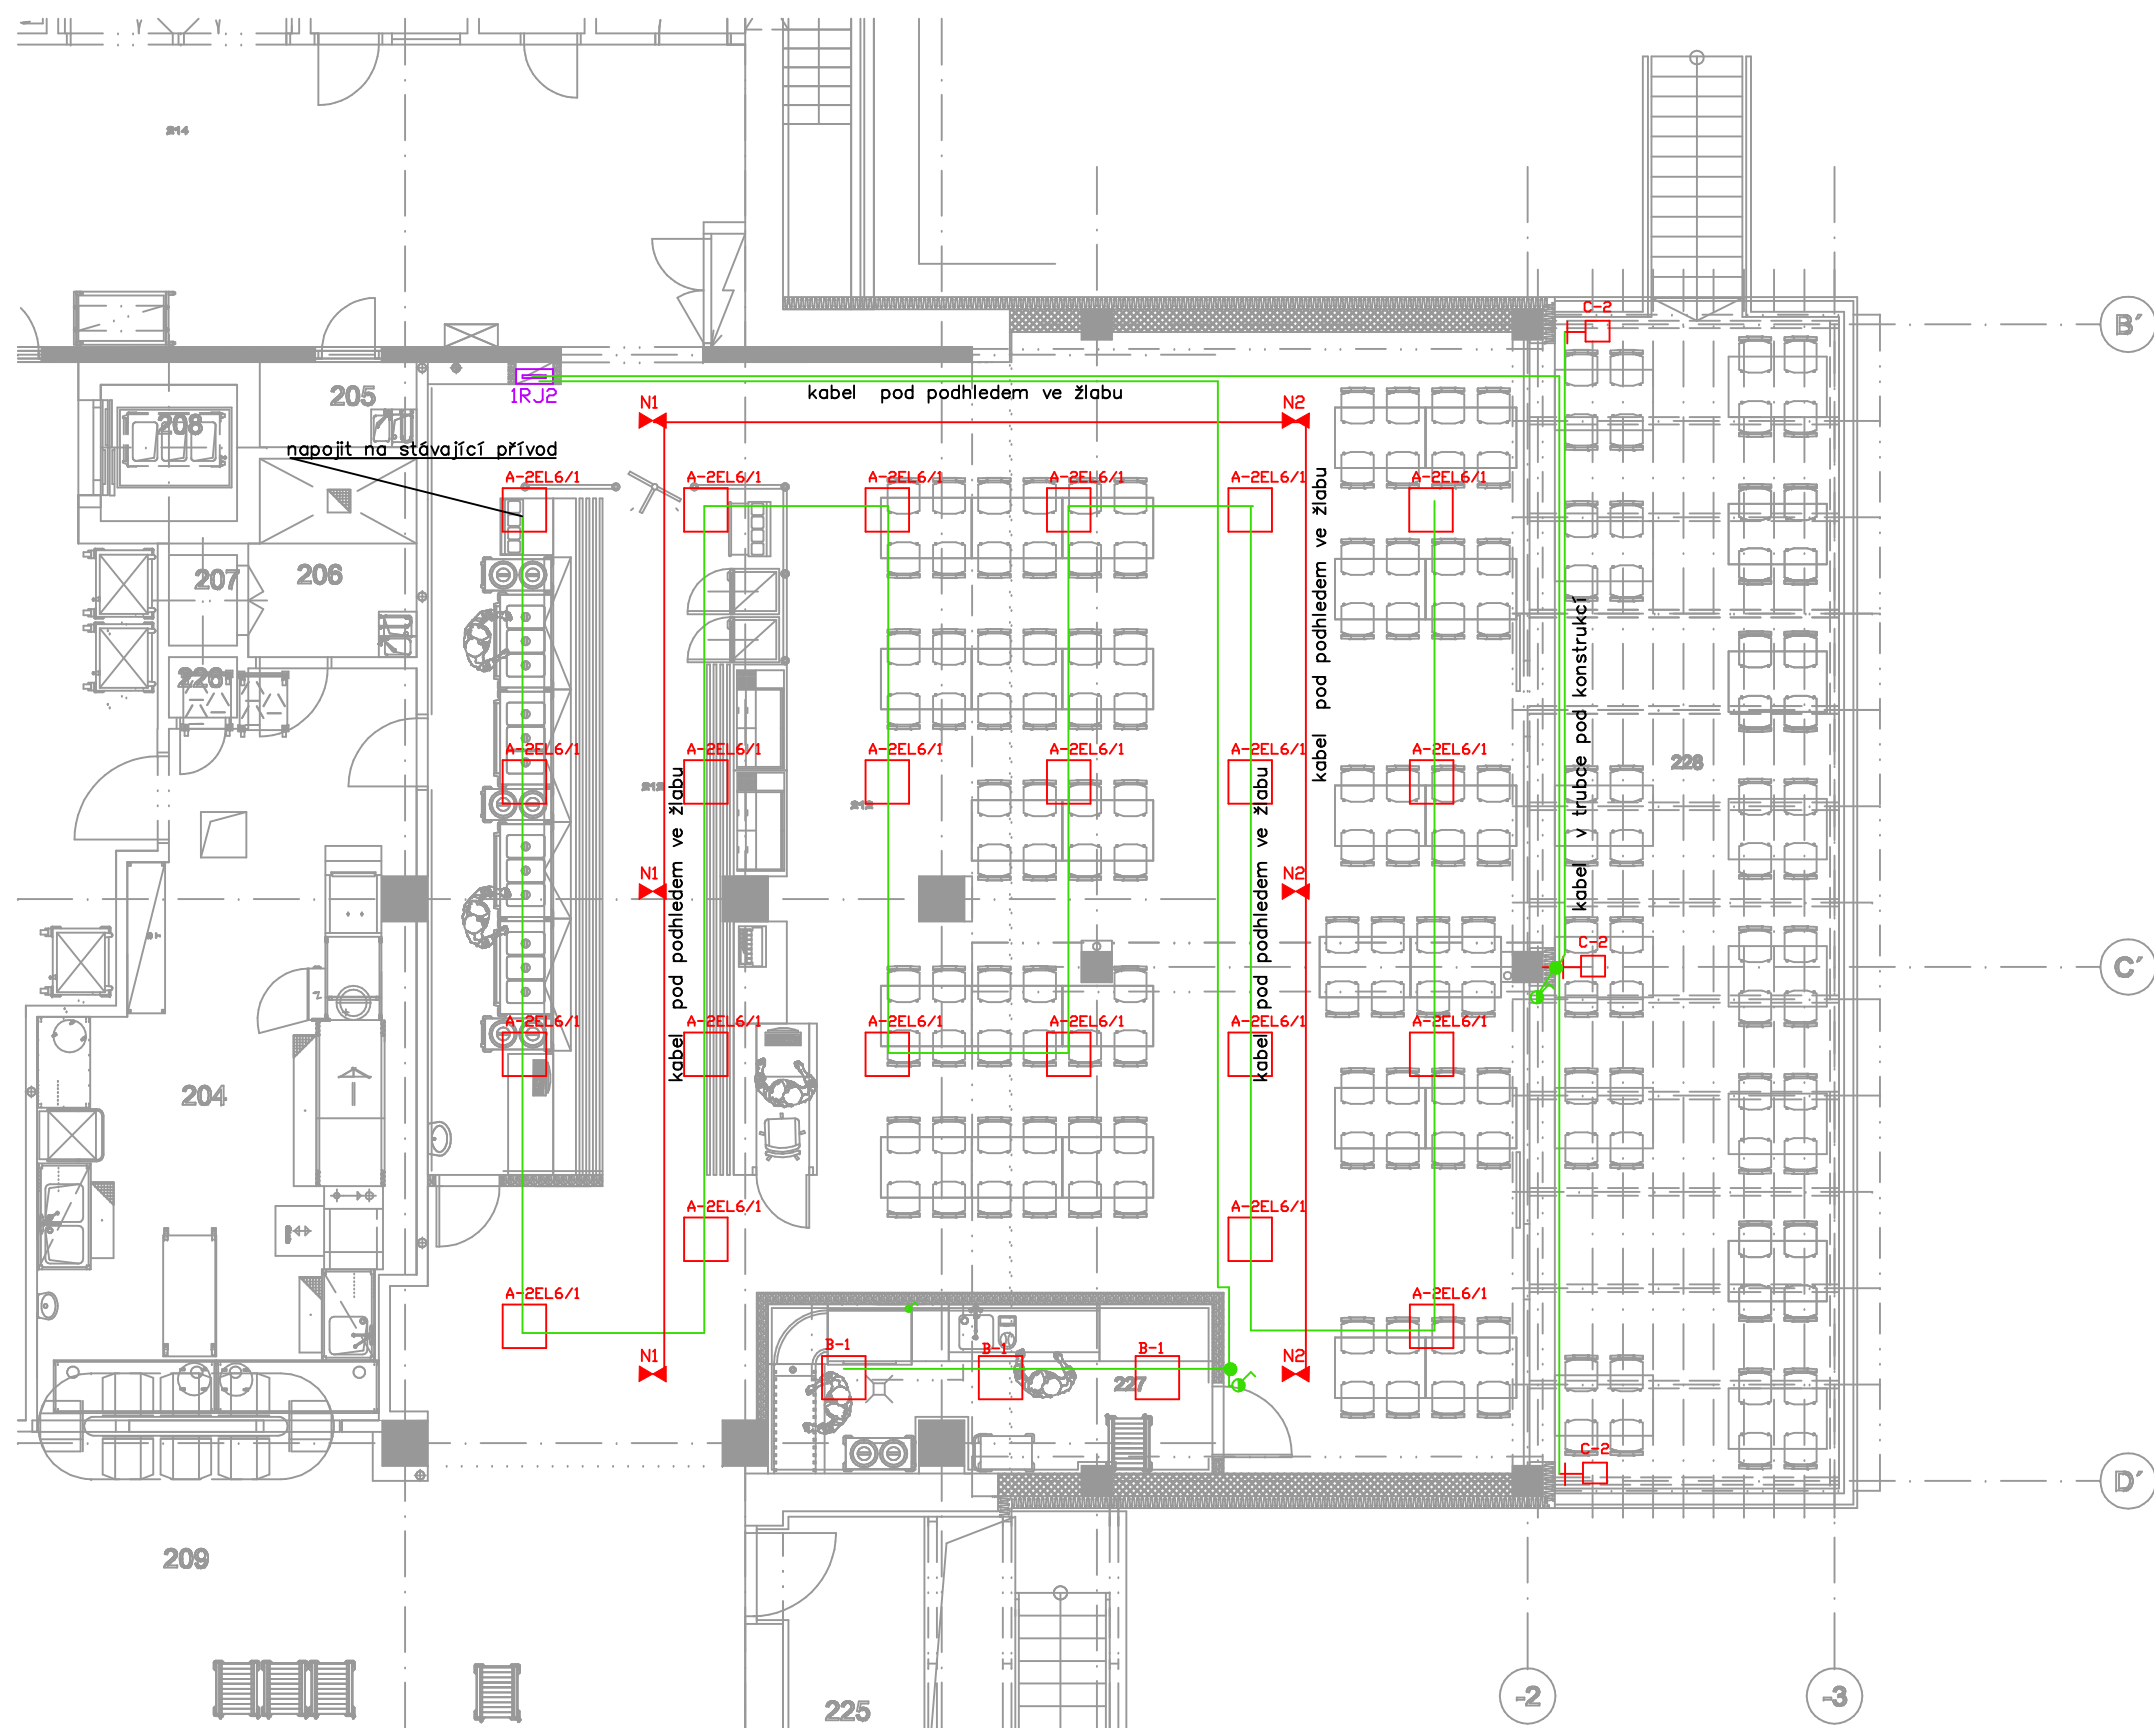 214
C-2
B´
205
1RJ2
kabel pod podhledem ve žlabu
N1
N2
208
napojit na stávající přívod
A-2EL6/1
A-2EL6/1
A-2EL6/1
A-2EL6/1
A-2EL6/1
A-2EL6/1
kabel pod podhledem ve žlabu
207
206
kabel v trubce pod konstrukcí
226
A-2EL6/1
A-2EL6/1
A-2EL6/1
A-2EL6/1
A-2EL6/1
A-2EL6/1
228
212
212
kabel pod podhledem ve žlabu
kabel pod podhledem ve žlabu
N1
N2
C-2
C´
A-2EL6/1
A-2EL6/1
A-2EL6/1
A-2EL6/1
A-2EL6/1
A-2EL6/1
204
A-2EL6/1
A-2EL6/1
A-2EL6/1
A-2EL6/1
N1
B-1
B-1
B-1
N2
227
C-2
D´
209
225
-2
-3